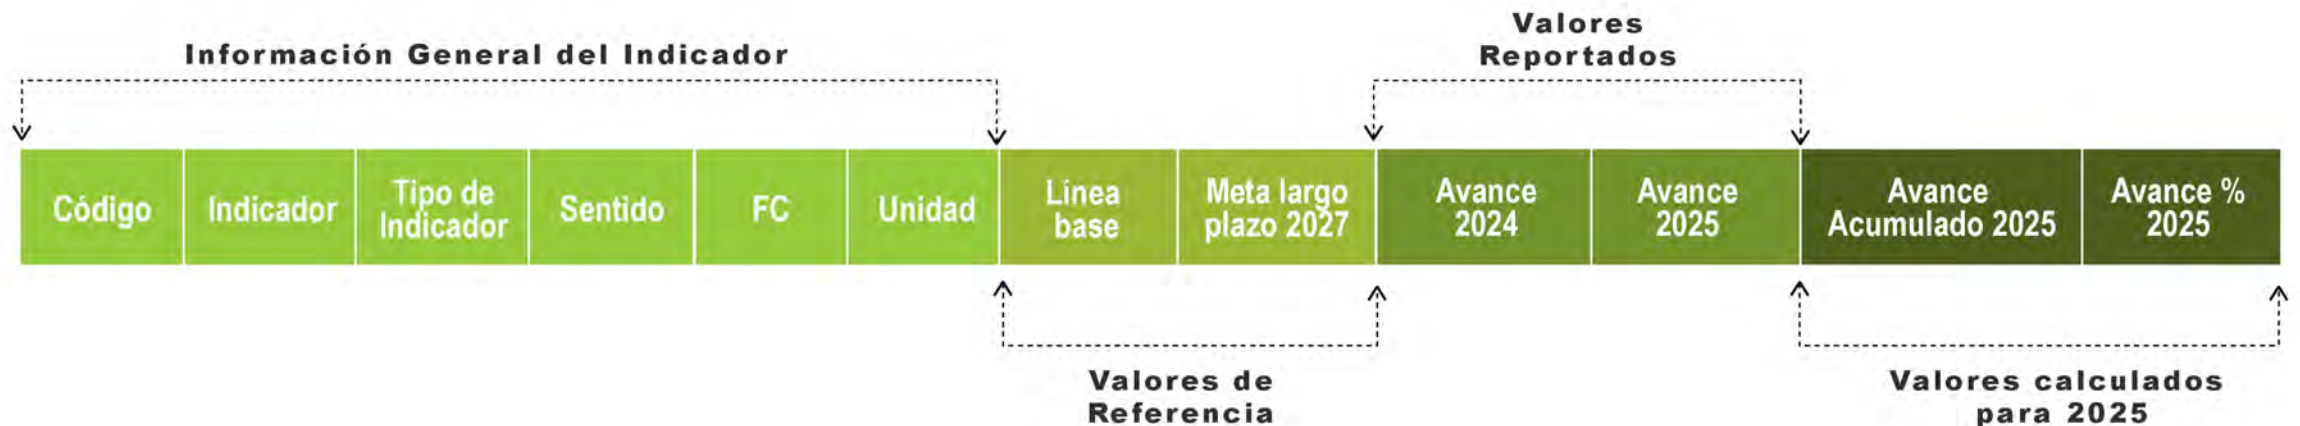 Información General del Indicador
Valores
Reportados
Código
Indicador
Tipo de
Indicador
Sentido
FC
Unidad
Línea
base
Meta largo
plazo 2027
Avance
2024
Avance
2025
Avance
Acumulado 2025
Avance %
2025
Valores de
Referencia
Valores calculados
para 2025